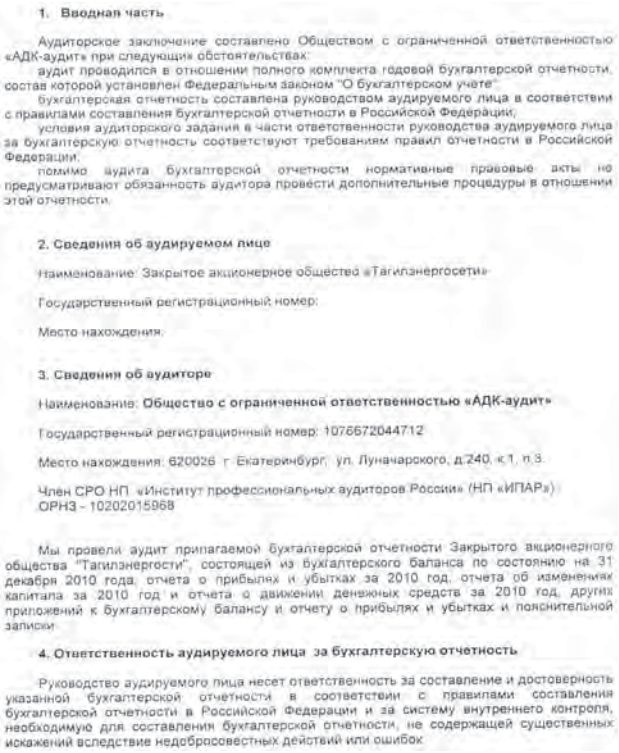 1. Вводная часть
Аудиторское заключение составлено Обществом с ограниченной ответственностью
«АДК-аудит» при следующих обстоятельствах:
аудит проводился в отношении полного комплекта годовой бухгалтерской отчетности,
состав которой установлен Федеральным законом "О бухгалтерском учете";
бухгалтерская отчетность составлена руководством аудируемого лица в соответствии
с правилами составления бухгалтерской отчетности в Российской Федерации;
условия аудиторского задания в части ответственности руководства аудируемого лица
за бухгалтерскую отчетность соответствуют требованиям правил отчетности в Российской
Федерации;
помимо аудита бухгалтерской отчетности нормативные правовые акты не
предусматривают обязанность аудитора провести дополнительные процедуры в отношении
этой отчетности.
2. Сведения об аудируемом лице
Наименование: Закрытое акционерное общество «Тагилэнергосети»
Государственный регистрационный номер:
Место нахождения:
3. Сведения об аудиторе
Наименование: Общество с ограниченной ответственностью «АДК-аудит»
Государственный регистрационный номер: 1076672044712
Место нахождения: 620026 г. Екатеринбург, ул. Луначарского, д.240, к.1, п.3.
Член СРО НП «Институт профессиональных аудиторов России» (НП «ИПАР»)
ОРНЗ - 10202015968
Мы провели аудит прилагаемой бухгалтерской отчетности Закрытого акционерного
общества "Тагилэнергости", состоящей из бухгалтерского баланса по состоянию на 31
декабря 2010 года, отчета о прибылях и убытках за 2010 год, отчета об изменениях
капитала за 2010 год и отчета о движении денежных средств за 2010 год, других
приложений к бухгалтерскому балансу и отчету о прибылях и убытках и пояснительной
записки.
4. Ответственность аудируемого лица за бухгалтерскую отчетность
Руководство аудируемого лица несет ответственность за составление и достоверность
указанной бухгалтерской отчетности в соответствии с правилами составления
бухгалтерской отчетности в Российской Федерации и за систему внутреннего контроля,
необходимую для составления бухгалтерской отчетности, не содержащей существенных
искажений вследствие недобросовестных действий или ошибок